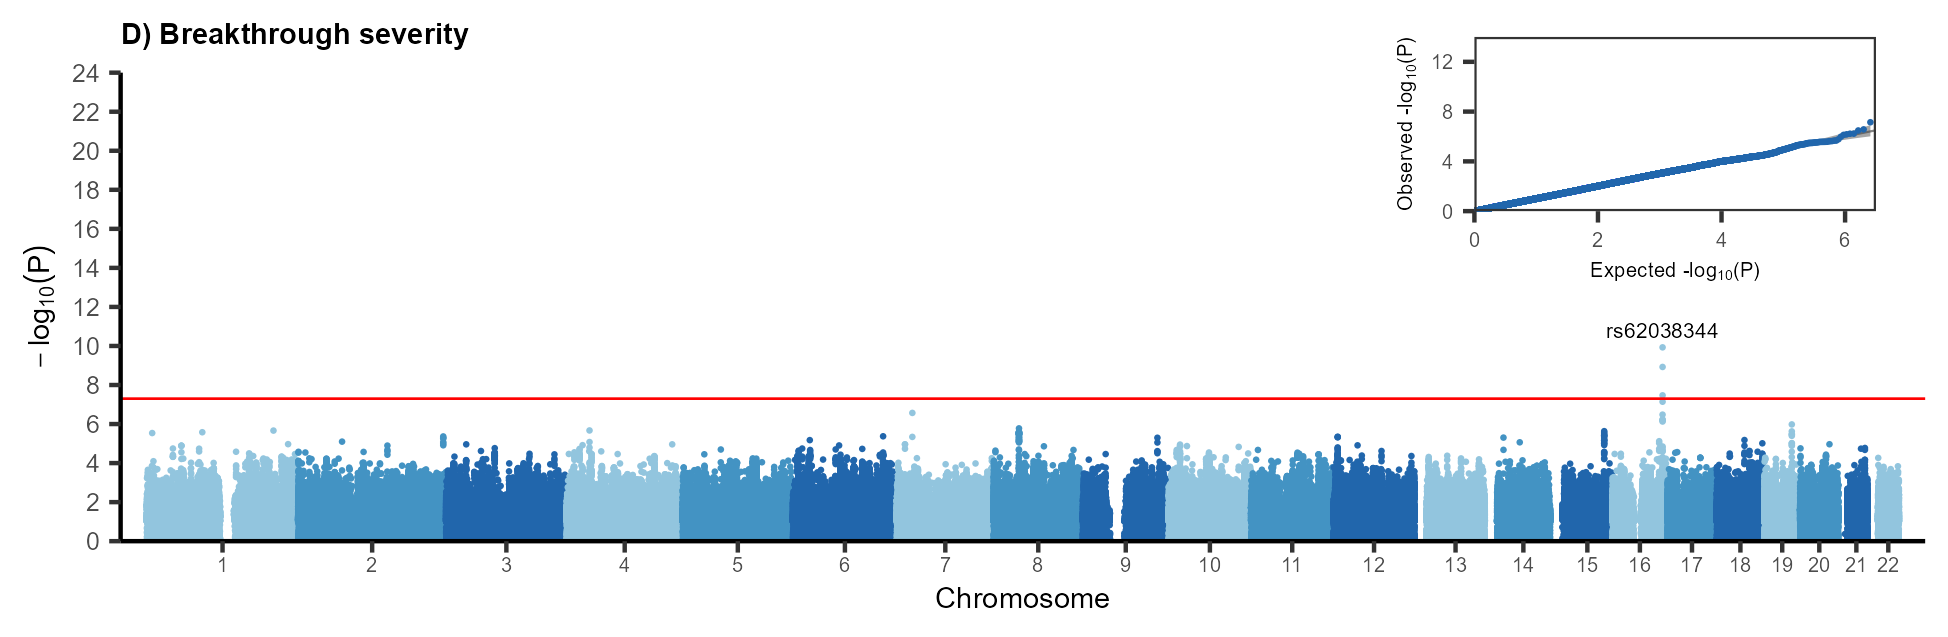 D) Breakthrough severity
24
22
20
18
16
14
12
10
8
6
4
2
0
− log₁₀(P)
1 2 3 4 5 6 7 8 9 10 11 12 13 14 15 16 17 18 19 20 21 22
Chromosome
rs62038344
Observed -log₁₀(P)
12
8
4
0
0 2 4 6
Expected -log₁₀(P)